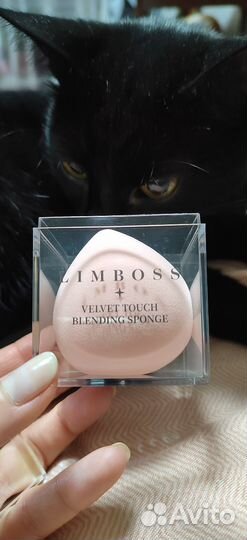 LIMBOSS
VELVET TOUCH
BLENDING SPONGE
Avito